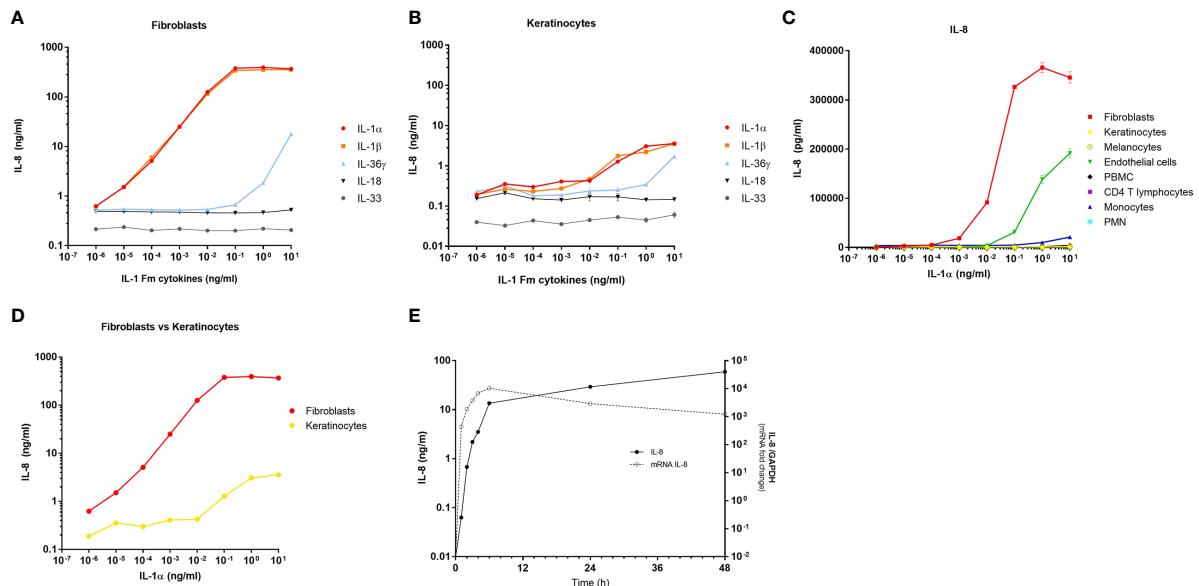 A
Fibroblasts
IL-8 (ng/ml)
1000
100
10
1
0.1
10-7 10-6 10-5 10-4 10-3 10-2 10-1 100 101
IL-1 Fm cytokines (ng/ml)
IL-1α
IL-1β
IL-36γ
IL-18
IL-33
B
Keratinocytes
IL-8 (ng/ml)
1000
100
10
1
0.1
0.01
10-7 10-6 10-5 10-4 10-3 10-2 10-1 100 101
IL-1 Fm cytokines (ng/ml)
IL-1α
IL-1β
IL-36γ
IL-18
IL-33
C
IL-8
IL-8 (pg/ml)
400000
300000
200000
100000
0
10-7 10-6 10-5 10-4 10-3 10-2 10-1 100 101
IL-1α (ng/ml)
Fibroblasts
Keratinocytes
Melanocytes
Endothelial cells
PBMC
CD4 T lymphocytes
Monocytes
PMN
D
Fibroblasts vs Keratinocytes
IL-8 (ng/ml)
1000
100
10
1
0.1
10-7 10-6 10-5 10-4 10-3 10-2 10-1 100 101
IL-1α (ng/ml)
Fibroblasts
Keratinocytes
E
IL-8 (ng/m)
100
10
1
0.1
0.01
0 12 24 36 48
Time (h)
IL-8
mRNA IL-8
105
104
103
102
101
100
10-1
10-2
IL-8 /GAPDH
(mRNA fold change)